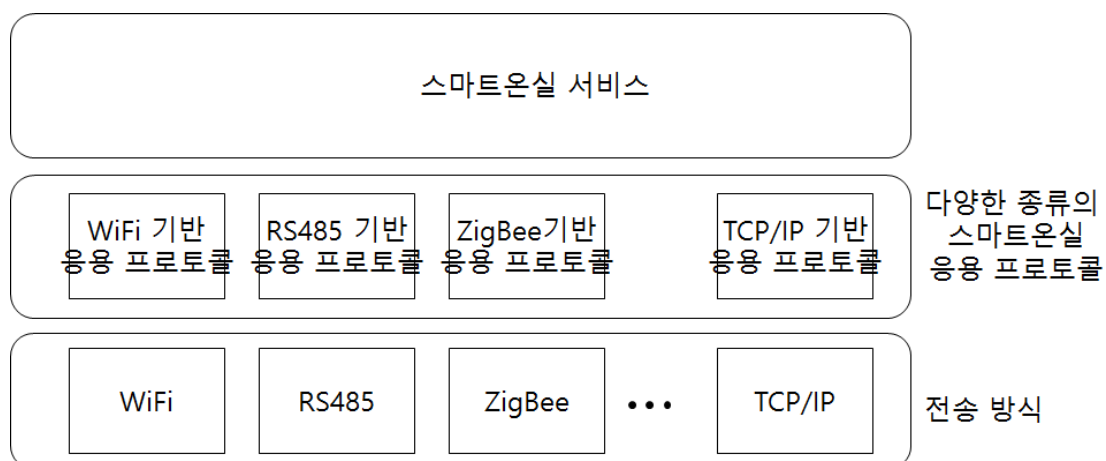 스마트온실 서비스
WiFi 기반
응용 프로토콜
RS485 기반
응용 프로토콜
ZigBee기반
응용 프로토콜
TCP/IP 기반
응용 프로토콜
다양한 종류의
스마트온실
응용 프로토콜
WiFi
RS485
ZigBee
•••
TCP/IP
전송 방식